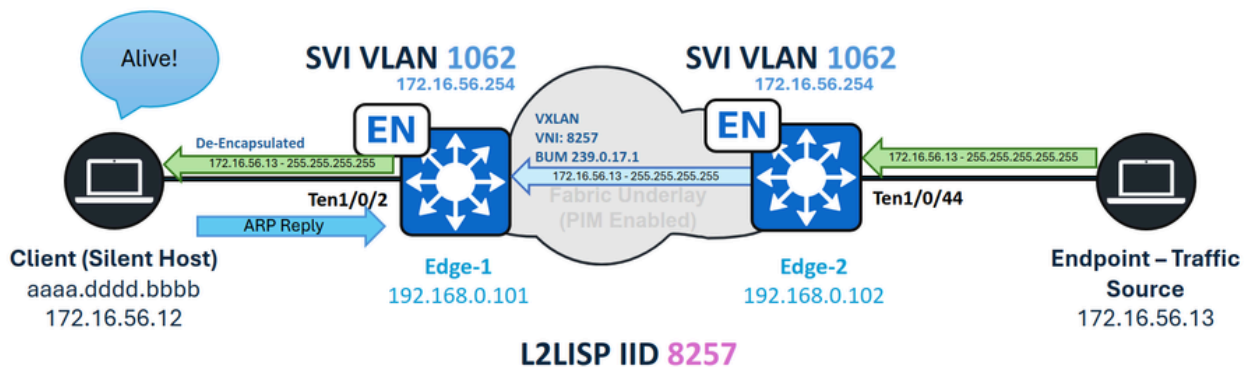 Alive!
SVI VLAN 1062
172.16.56.254
SVI VLAN 1062
172.16.56.254
EN
EN
De-Encapsulated
172.16.56.13 - 255.255.255.255
VXLAN
VNI: 8257
BUM 239.0.17.1
172.16.56.13 - 255.255.255.255
172.16.56.13 - 255.255.255.255
Ten1/0/2
Fabric Underlay
(PIM Enabled)
Ten1/0/44
ARP Reply
Client (Silent Host)
aaaa.dddd.bbbb
172.16.56.12
Edge-1
192.168.0.101
Edge-2
192.168.0.102
Endpoint – Traffic
Source
172.16.56.13
L2LISP IID 8257